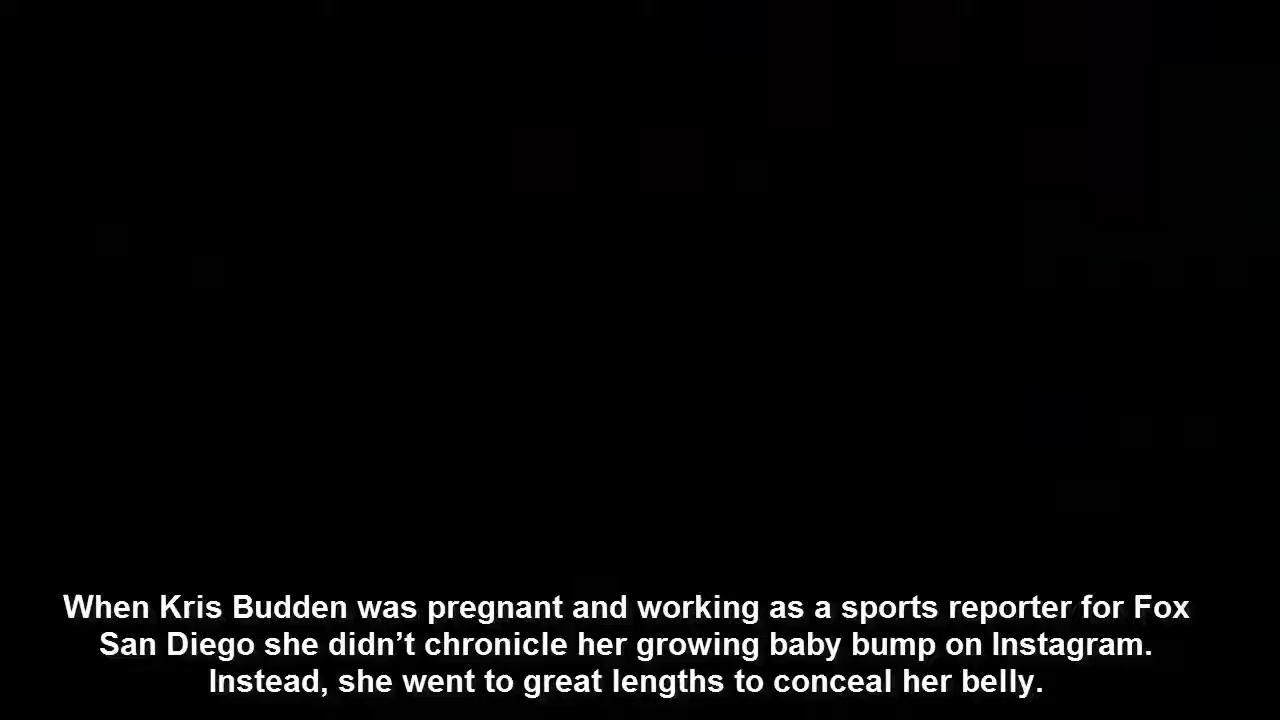 When Kris Budden was pregnant and working as a sports reporter for Fox
San Diego she didn’t chronicle her growing baby bump on Instagram.
Instead, she went to great lengths to conceal her belly.